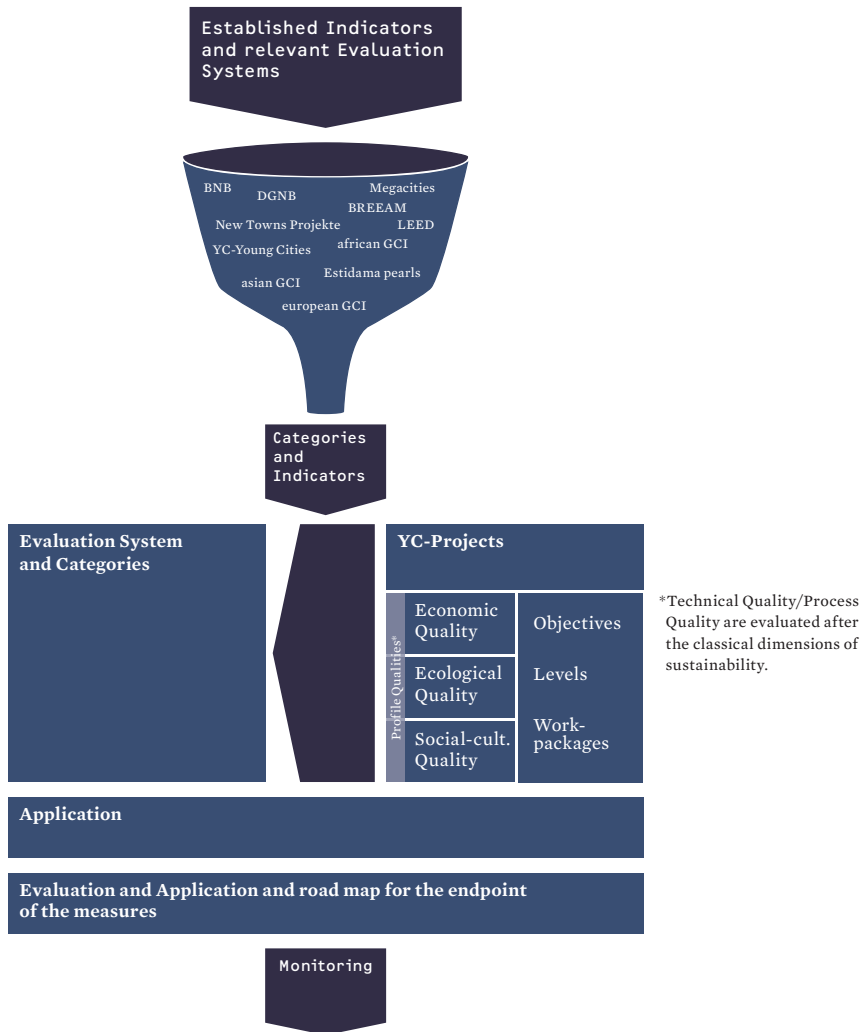 Established Indicators
and relevant Evaluation
Systems
BNB
DGNB
Megacities
BREEAM
New Towns Projekte
LEED
YC-Young Cities
african GCI
Estidama pearls
asian GCI
european GCI
Categories
and
Indicators
Evaluation System
and Categories
YC-Projects
Profile Qualities*
Economic
Quality
Ecological
Quality
Social-cult.
Quality
Objectives
Levels
Work-
packages
*Technical Quality/Process
Quality are evaluated after
the classical dimensions of
sustainability.
Application
Evaluation and Application and road map for the endpoint
of the measures
Monitoring